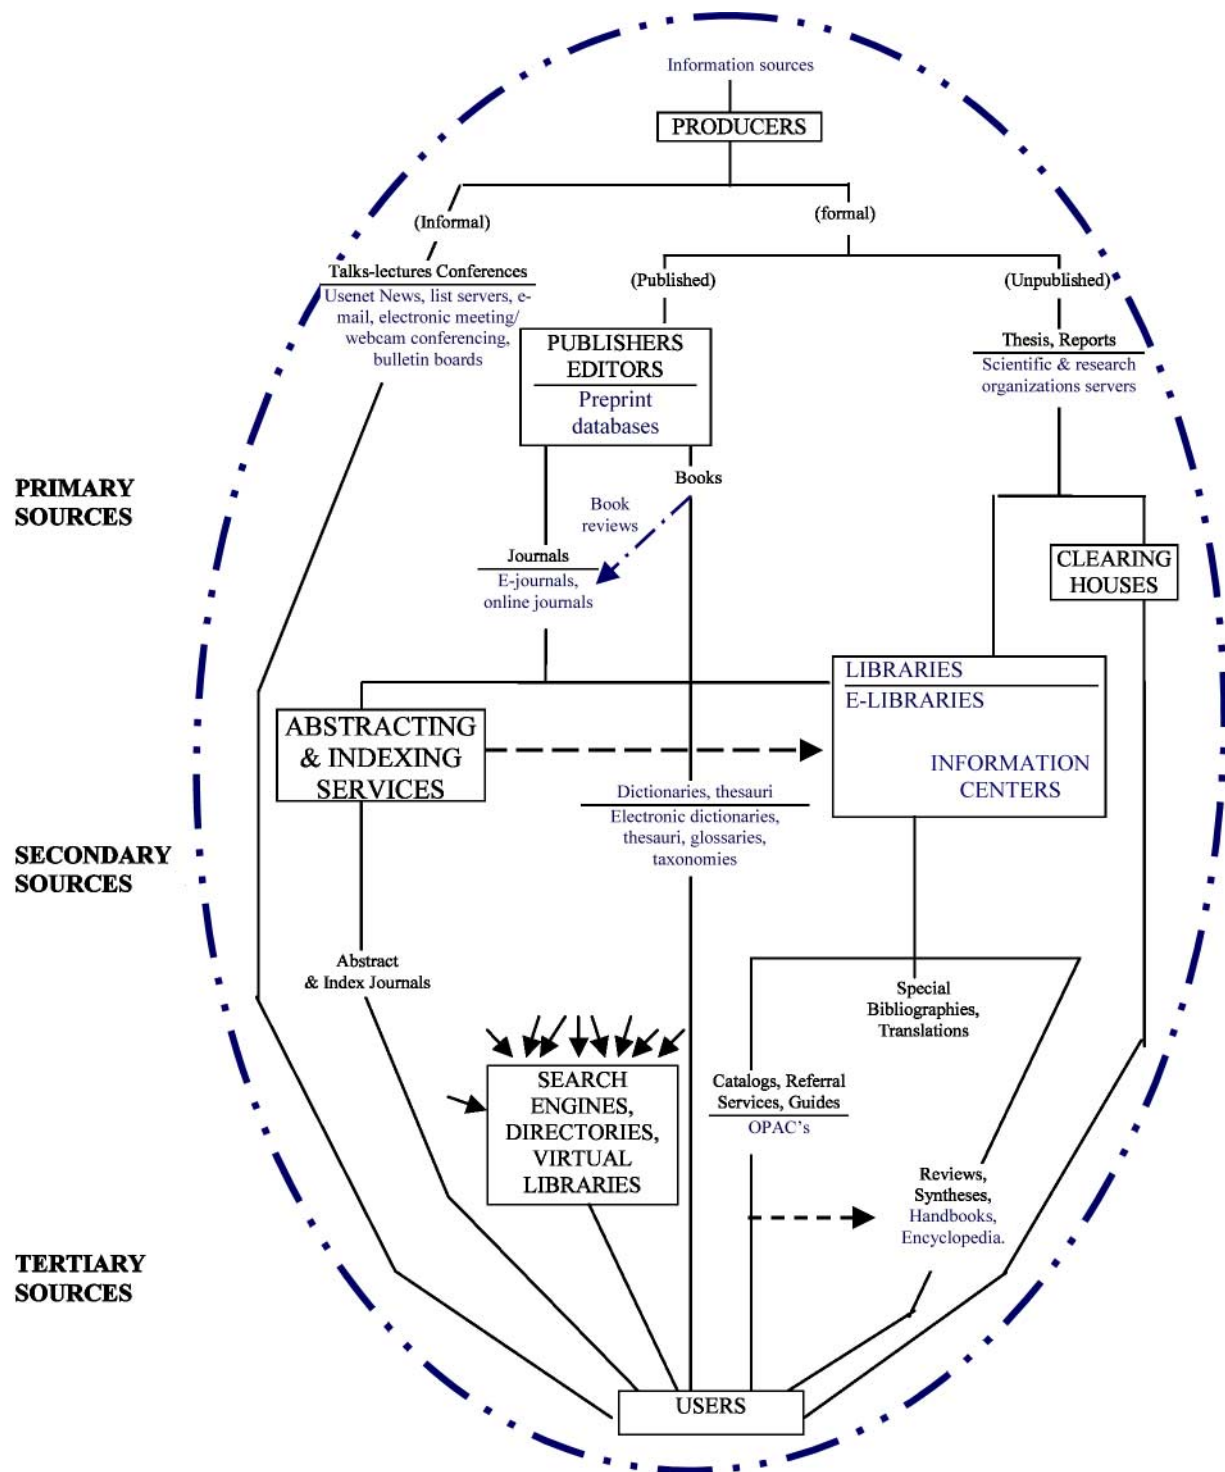 Information sources
PRODUCERS
(Informal)
(formal)
Talks-lectures Conferences
Usenet News, list servers, e-
mail, electronic meeting/
webcam conferencing,
bulletin boards
(Published)
(Unpublished)
PUBLISHERS
EDITORS
Preprint
databases
Thesis, Reports
Scientific & research
organizations servers
PRIMARY
SOURCES
Books
Book
reviews
Journals
E-journals,
online journals
CLEARING
HOUSES
LIBRARIES
E-LIBRARIES
INFORMATION
CENTERS
ABSTRACTING
& INDEXING
SERVICES
Dictionaries, thesauri
Electronic dictionaries,
thesauri, glossaries,
taxonomies
SECONDARY
SOURCES
Abstract
& Index Journals
Special
Bibliographies,
Translations
SEARCH
ENGINES,
DIRECTORIES,
VIRTUAL
LIBRARIES
Catalogs, Referral
Services, Guides
OPAC's
Reviews,
Syntheses,
Handbooks,
Encyclopedia.
TERTIARY
SOURCES
USERS